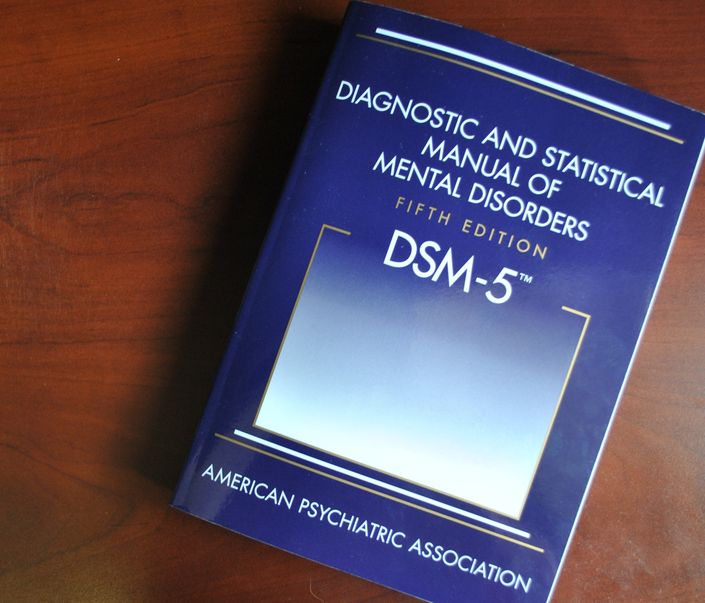 DIAGNOSTIC AND STATISTICAL
MANUAL OF
MENTAL DISORDERS
FIFTH EDITION
DSM-5™
AMERICAN PSYCHIATRIC ASSOCIATION